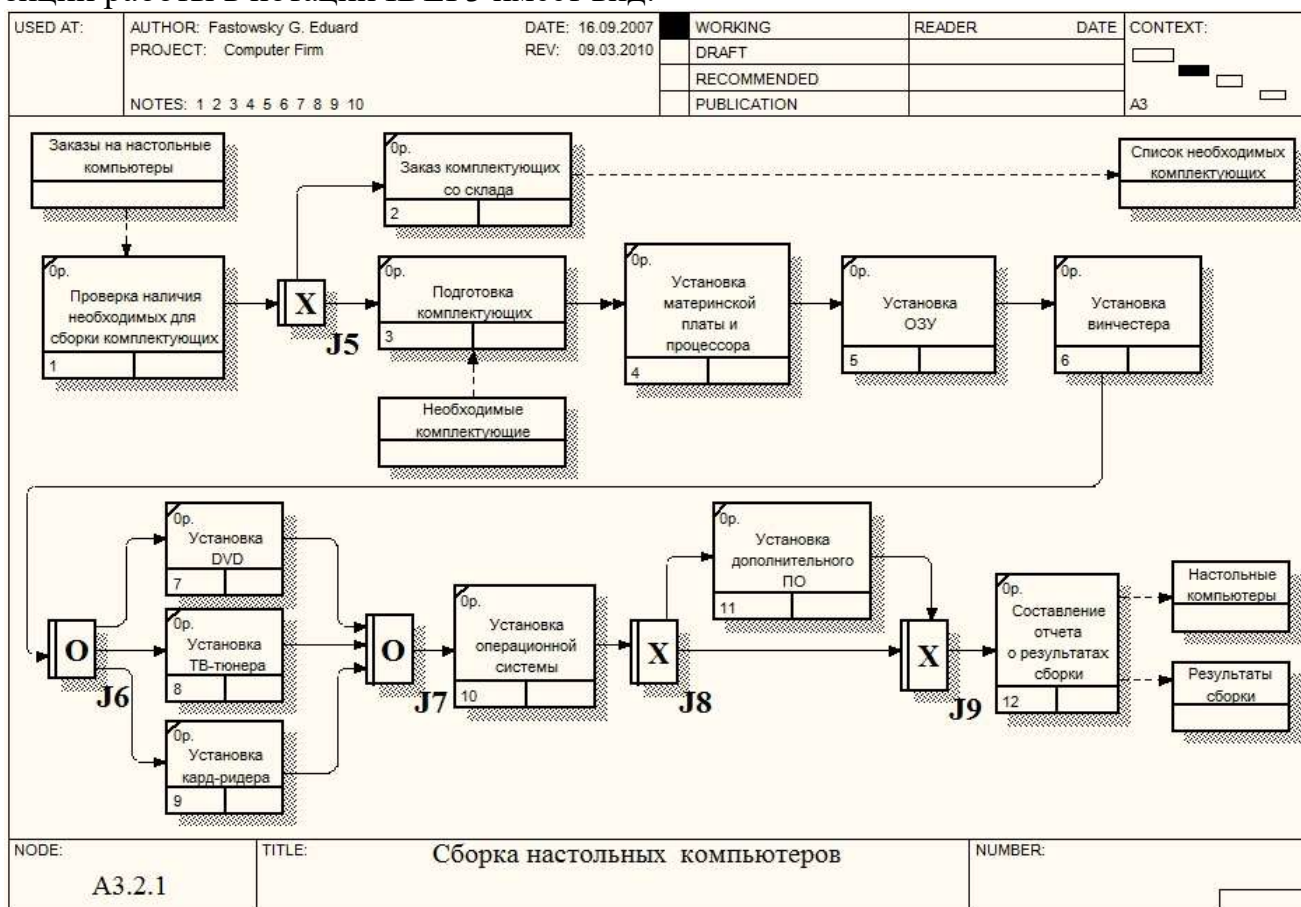 USED AT:
AUTHOR: Fastowsky G. Eduard
DATE: 16.09.2007
PROJECT: Computer Firm
REV: 09.03.2010
NOTES: 1 2 3 4 5 6 7 8 9 10
WORKING
DRAFT
RECOMMENDED
PUBLICATION
READER
DATE
CONTEXT:
A3
Заказы на настольные
компьютеры
0р.
Заказ комплектующих
со склада
2
Список необходимых
комплектующих
0р.
Проверка наличия
необходимых для
сборки комплектующих
1
X
J5
0р.
Подготовка
комплектующих
3
0р.
Установка
материнской
платы и
процессора
4
0р.
Установка
ОЗУ
5
0р.
Установка
винчестера
6
Необходимые
комплектующие
0р.
Установка
DVD
7
0р.
Установка
дополнительного
ПО
11
O
J6
0р.
Установка
ТВ-тюнера
8
O
J7
0р.
Установка
операционной
системы
10
X
J8
X
J9
0р.
Составление
отчета
о результатах
сборки
12
Настольные
компьютеры
Результаты
сборки
0р.
Установка
кард-ридера
9
NODE:
A3.2.1
TITLE:
Сборка настольных компьютеров
NUMBER: